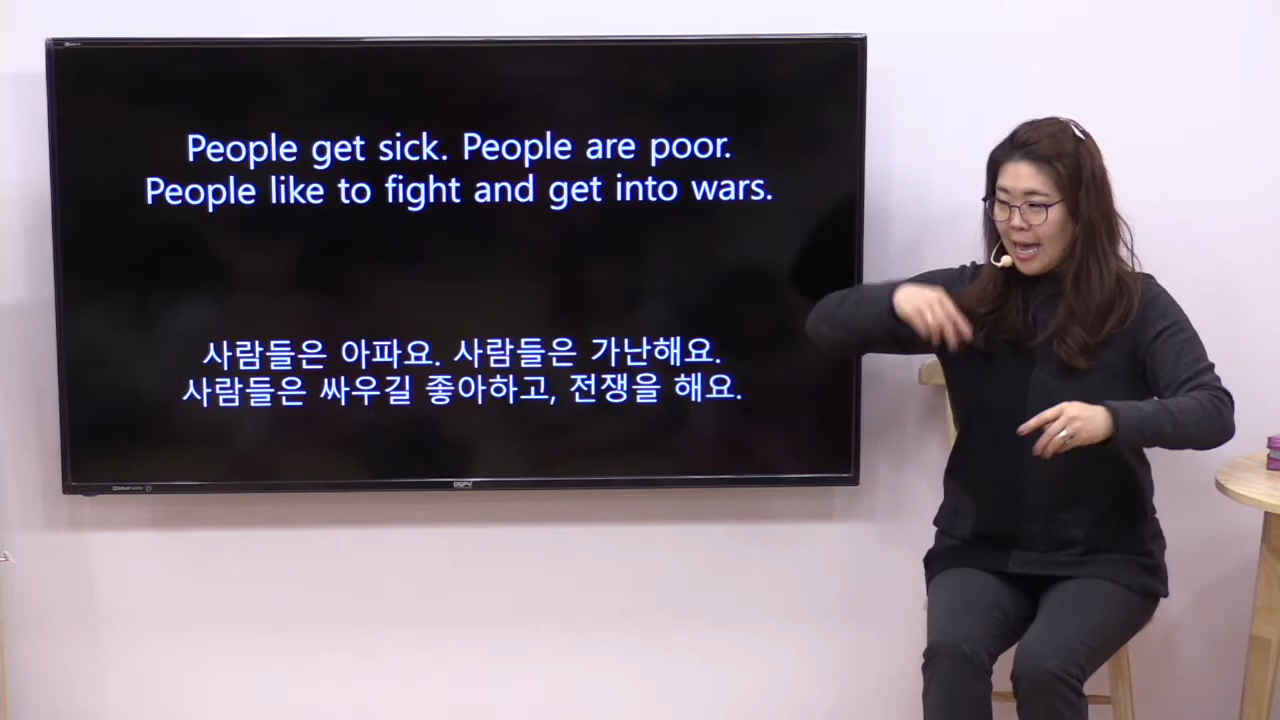 People get sick. People are poor.
People like to fight and get into wars.
사람들은 아파요. 사람들은 가난해요.
사람들은 싸우길 좋아하고, 전쟁을 해요.